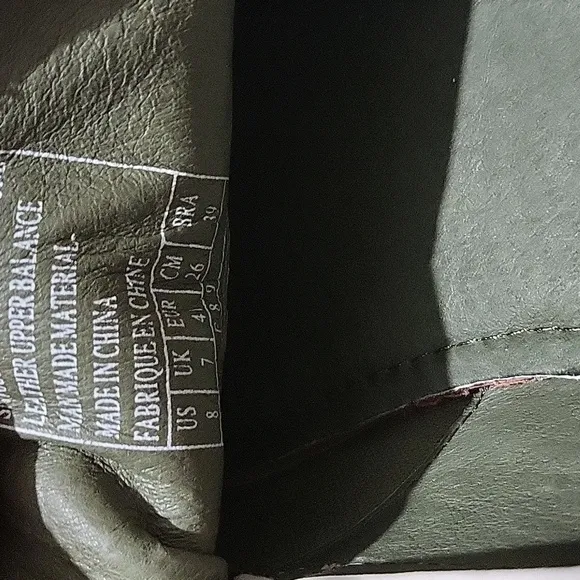 LEATHER UPPER BALANCE
MANMADE MATERIAL
MADE IN CHINA
FABRIQUE EN CHINE
US UK EUR CM BRA
8 7 26 39